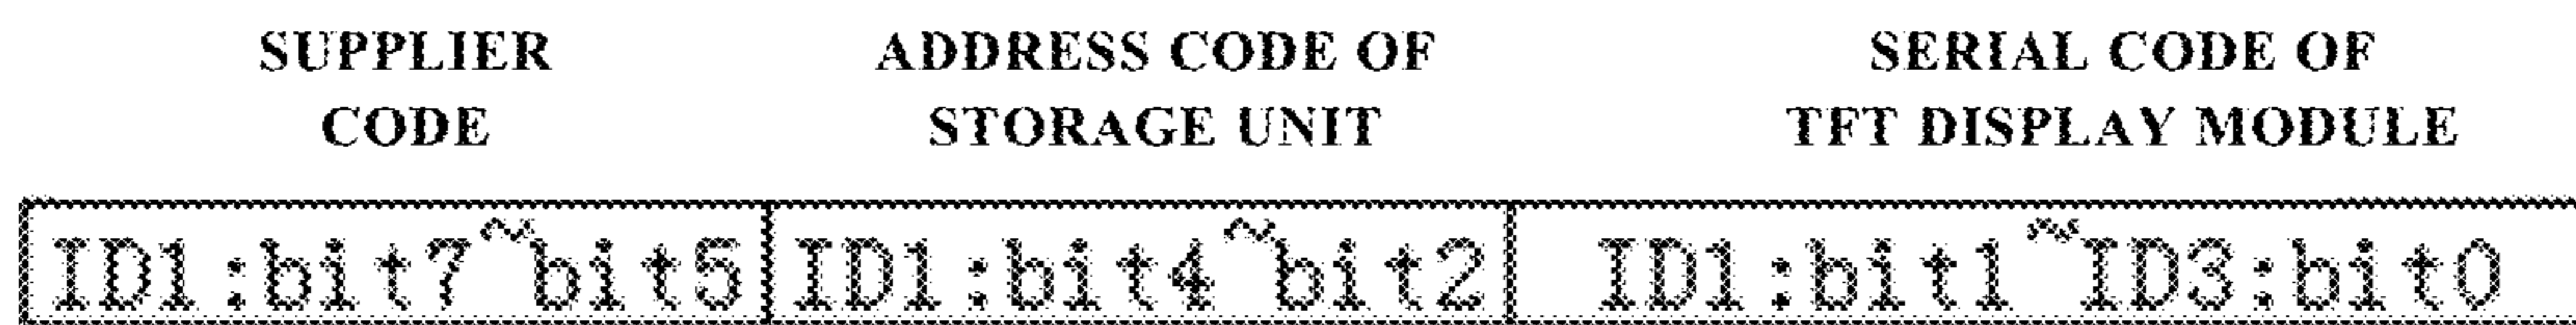 SUPPLIER
CODE
ADDRESS CODE OF
STORAGE UNIT
SERIAL CODE OF
TFT DISPLAY MODULE
ID1:bit7~bit5
ID1:bit4~bit2
ID1:bit1~ID3:bit0